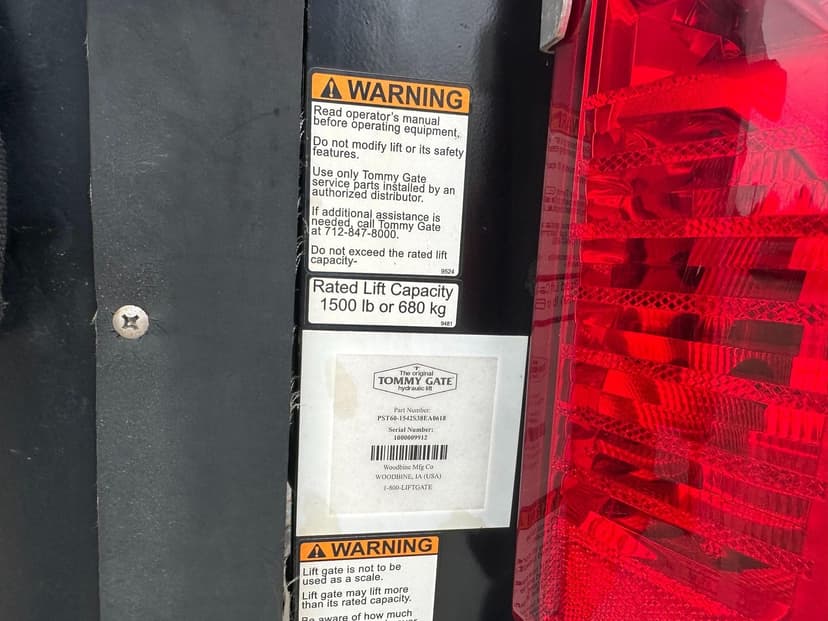 WARNING
Read operator's manual
before operating equipment.
Do not modify lift or its safety
features.
Use only Tommy Gate
service parts installed by an
authorized distributor.
If additional assistance is
needed, call Tommy Gate
at 712-847-8000.
Do not exceed the rated lift
capacity-
9524
Rated Lift Capacity
1500 lb or 680 kg
9481
The original
TOMMY GATE
hydraulic lift
Part Number:
PST60-1542S38EA0618
Serial Number:
1000009912
Woodbine Mfg Co
WOODBINE, IA (USA)
1-800-LIFTGATE
WARNING
Lift gate is not to be
used as a scale.
Lift gate may lift more
than its rated capacity.
Be aware of how much